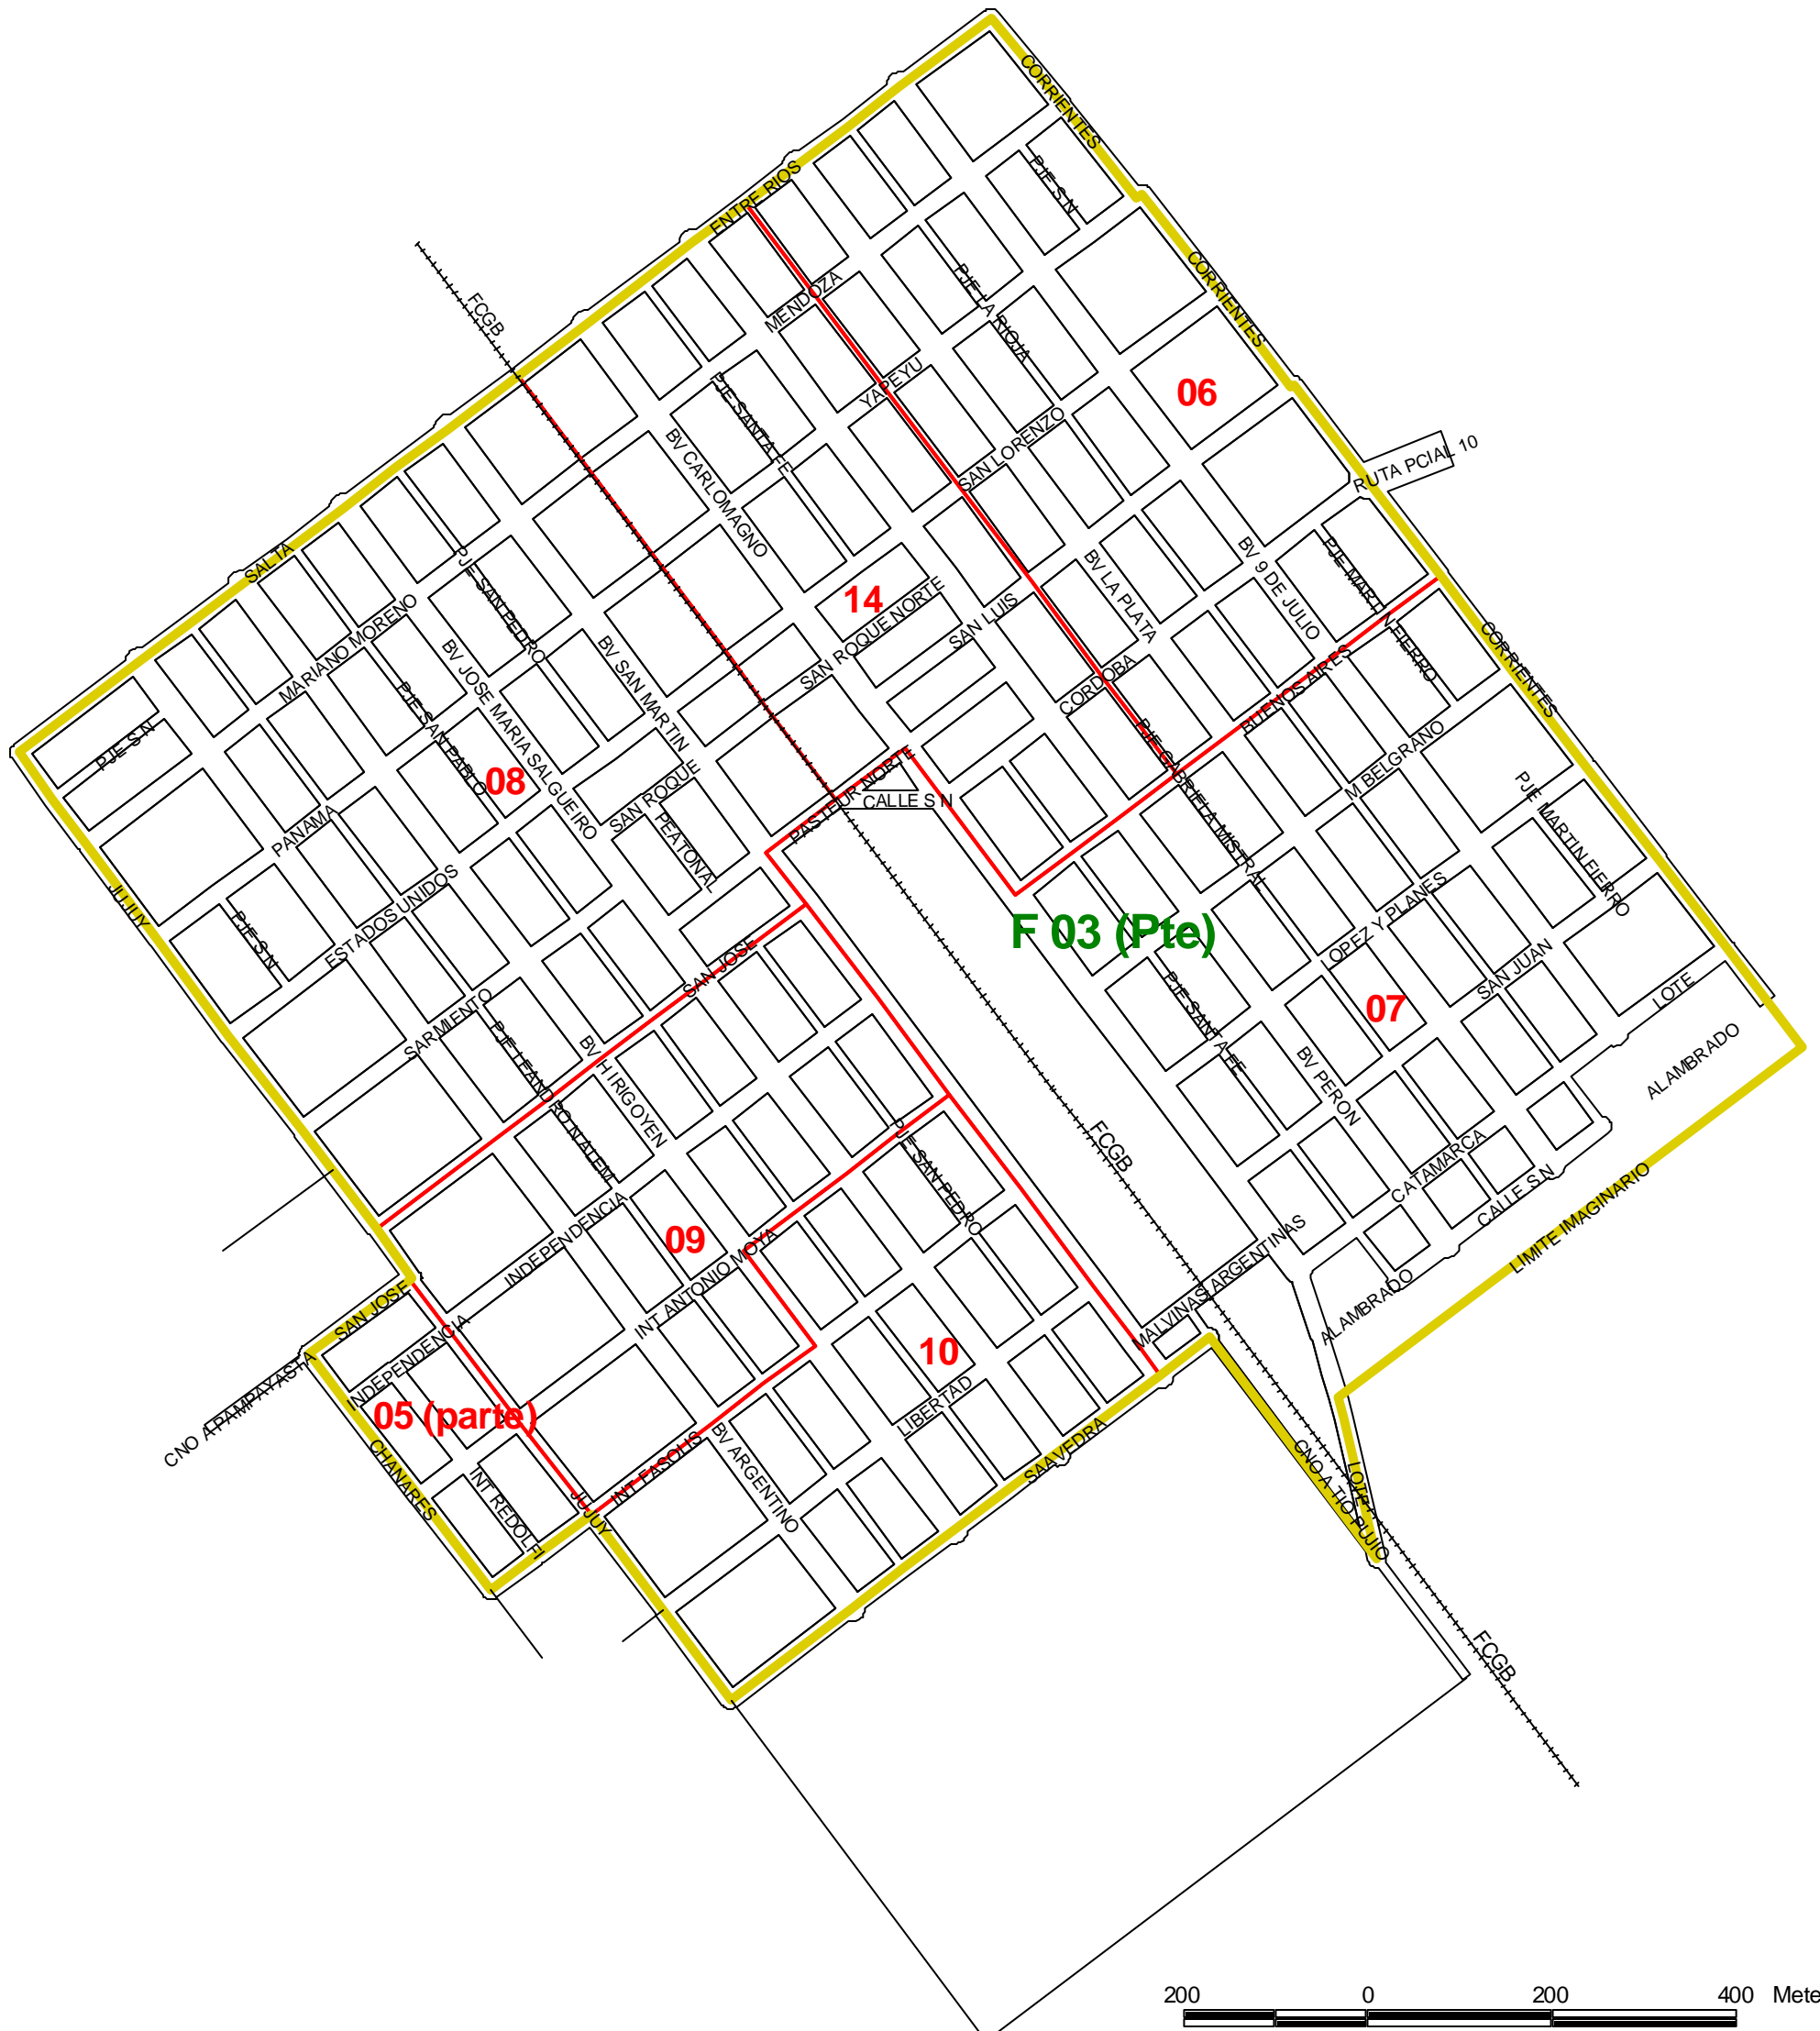 CORRIENTES
PJE S N
ENTRE RIOS
CORRIENTES
FCGB
MENDOZA
PJE LA RIOJA
YAPEYU
PJE SANTA FE
06
BV CARLOMAGNO
SAN LORENZO
RUTA PCIAL 10
SALTA
PJE SAN PEDRO
BV LA PLATA
BV 9 DE JULIO
PJE MARTIN FIERRO
14
SAN ROQUE NORTE
SAN LUIS
MARIANO MORENO
BV JOSE MARIA SALGUEIRO
BV SAN MARTIN
CORDOBA
BUENOS AIRES
CORRIENTES
PJE S N
PJE SAN PABLO
08
SAN ROQUE
PEATONAL
PASTEUR NORTE
CALLE S N
PJE GABRIELA MISTRAL
M BELGRANO
PJE MARTIN FIERRO
PANAMA
JUJUY
PJE S N
ESTADOS UNIDOS
F 03 (Pte)
OPEZ Y PLANES
SAN JUAN
LOTE
07
SAN JOSE
SARMIENTO
PJE LEANDRO N ALEM
BV H IRIGOYEN
PJE SANTA FE
BV PERON
ALAMBRADO
FCGB
PJE SAN PEDRO
CATAMARCA
CALLE S N
LIMITE IMAGINARIO
INDEPENDENCIA
09
INT ANTONIO MOYA
MALVINAS ARGENTINAS
ALAMBRADO
SAN JOSE
INDEPENDENCIA
CNO A PAMPAYASTA
05 (parte)
10
LIBERTAD
CHANARES
INT REDOLFI
JUJUY
INT FASOLIS
BV ARGENTINO
SAAVEDRA
CNO A TIO PUJIO
LOTE
FCGB
200 0 200 400 Mete